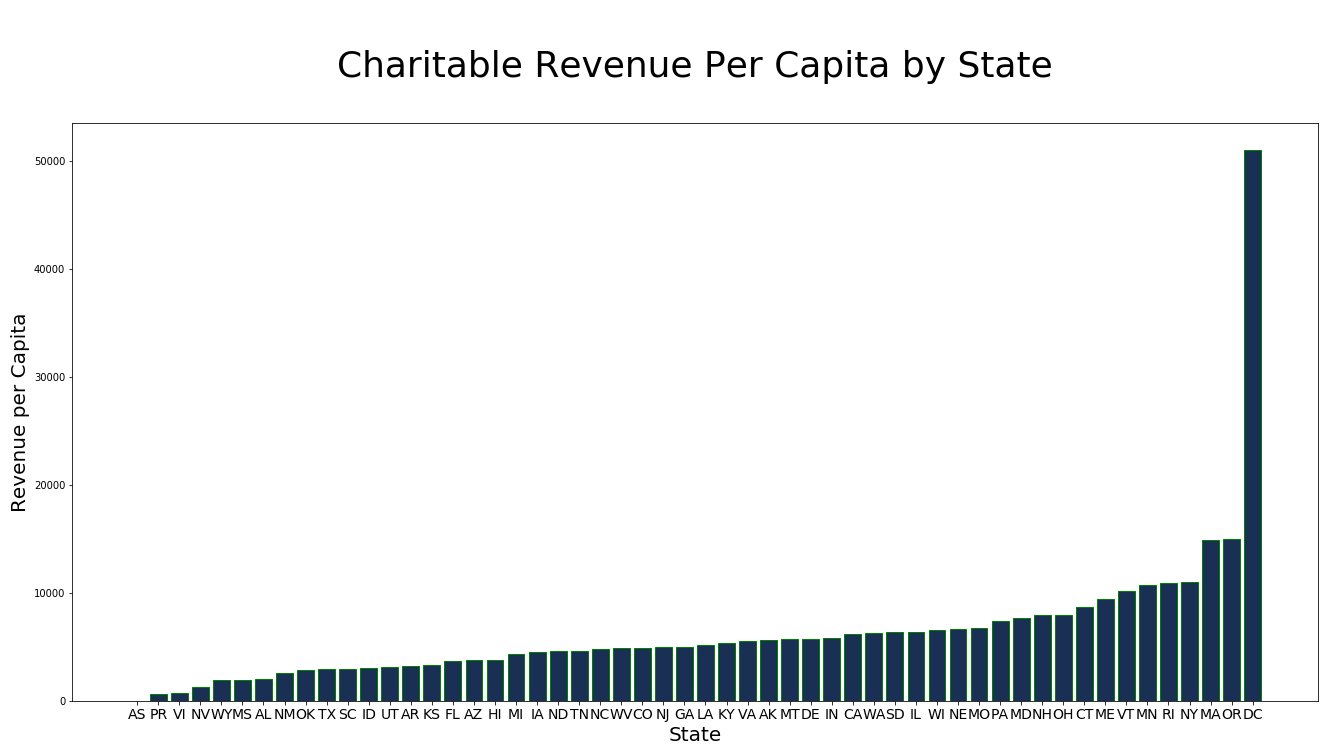 Charitable Revenue Per Capita by State
Revenue per Capita
50000
40000
30000
20000
10000
0
AS PR VI NV WY MS AL NM OK TX SC ID UT AR KS FL AZ HI MI IA ND TN NC WV CO NJ GA LA KY VA AK MT DE IN CA WA SD IL WI NE MO PA MD NH OH CT ME VT MN RI NY MA OR DC
State